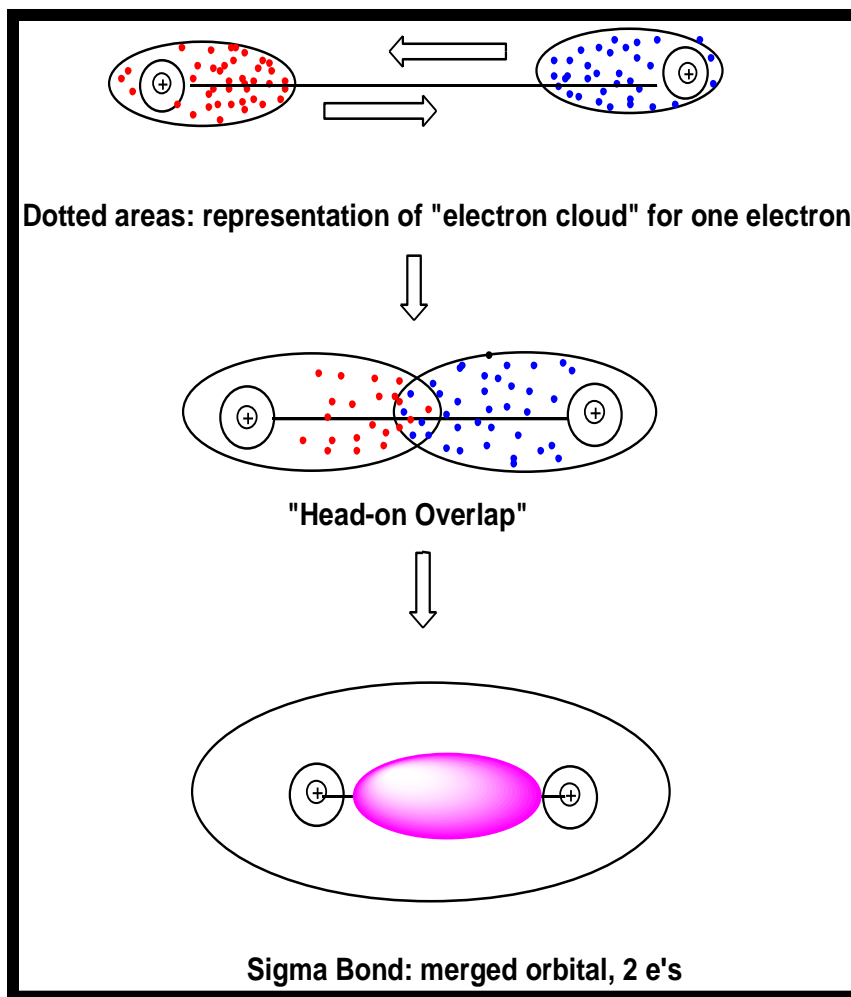 + +
Dotted areas: representation of "electron cloud" for one electron
+ +
"Head-on Overlap"
+ +
Sigma Bond: merged orbital, 2 e's